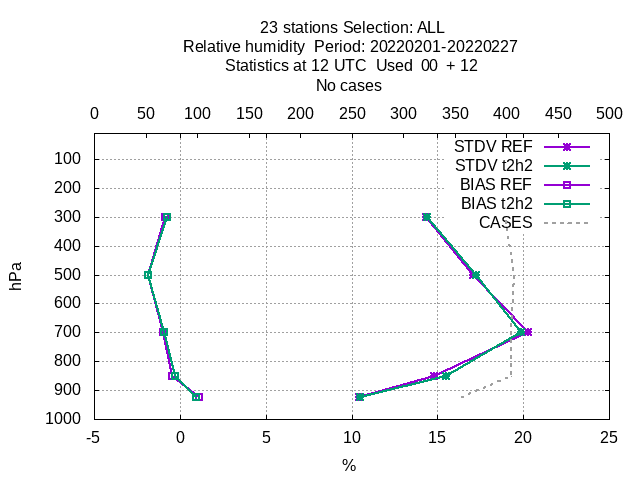 23 stations Selection: ALL
Relative humidity  Period: 20220201-20220227
Statistics at 12 UTC  Used  00  + 12
No cases
0 50 100 150 200 250 300 350 400 450 500
STDV REF
STDV t2h2
BIAS REF
BIAS t2h2
CASES
100
200
300
400
500
600
700
800
900
1000
hPa
-5 0 5 10 15 20 25
%